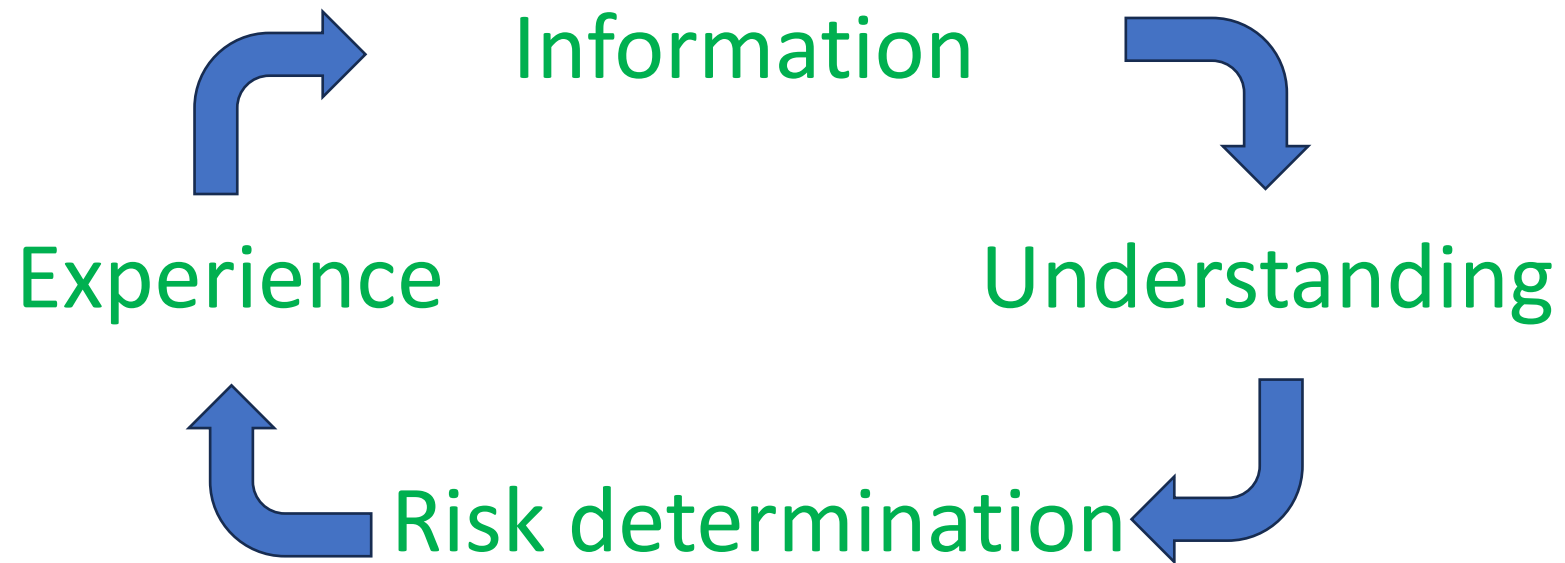 Information
Experience
Understanding
Risk determination